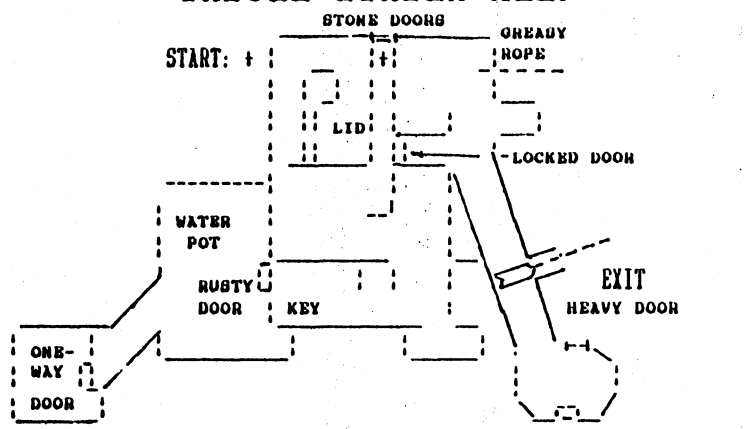 STONE DOORS
GREASY
ROPE
START:
LID
LOCKED DOOR
WATER
POT
RUSTY
DOOR
KEY
EXIT
HEAVY DOOR
ONE-
WAY
DOOR